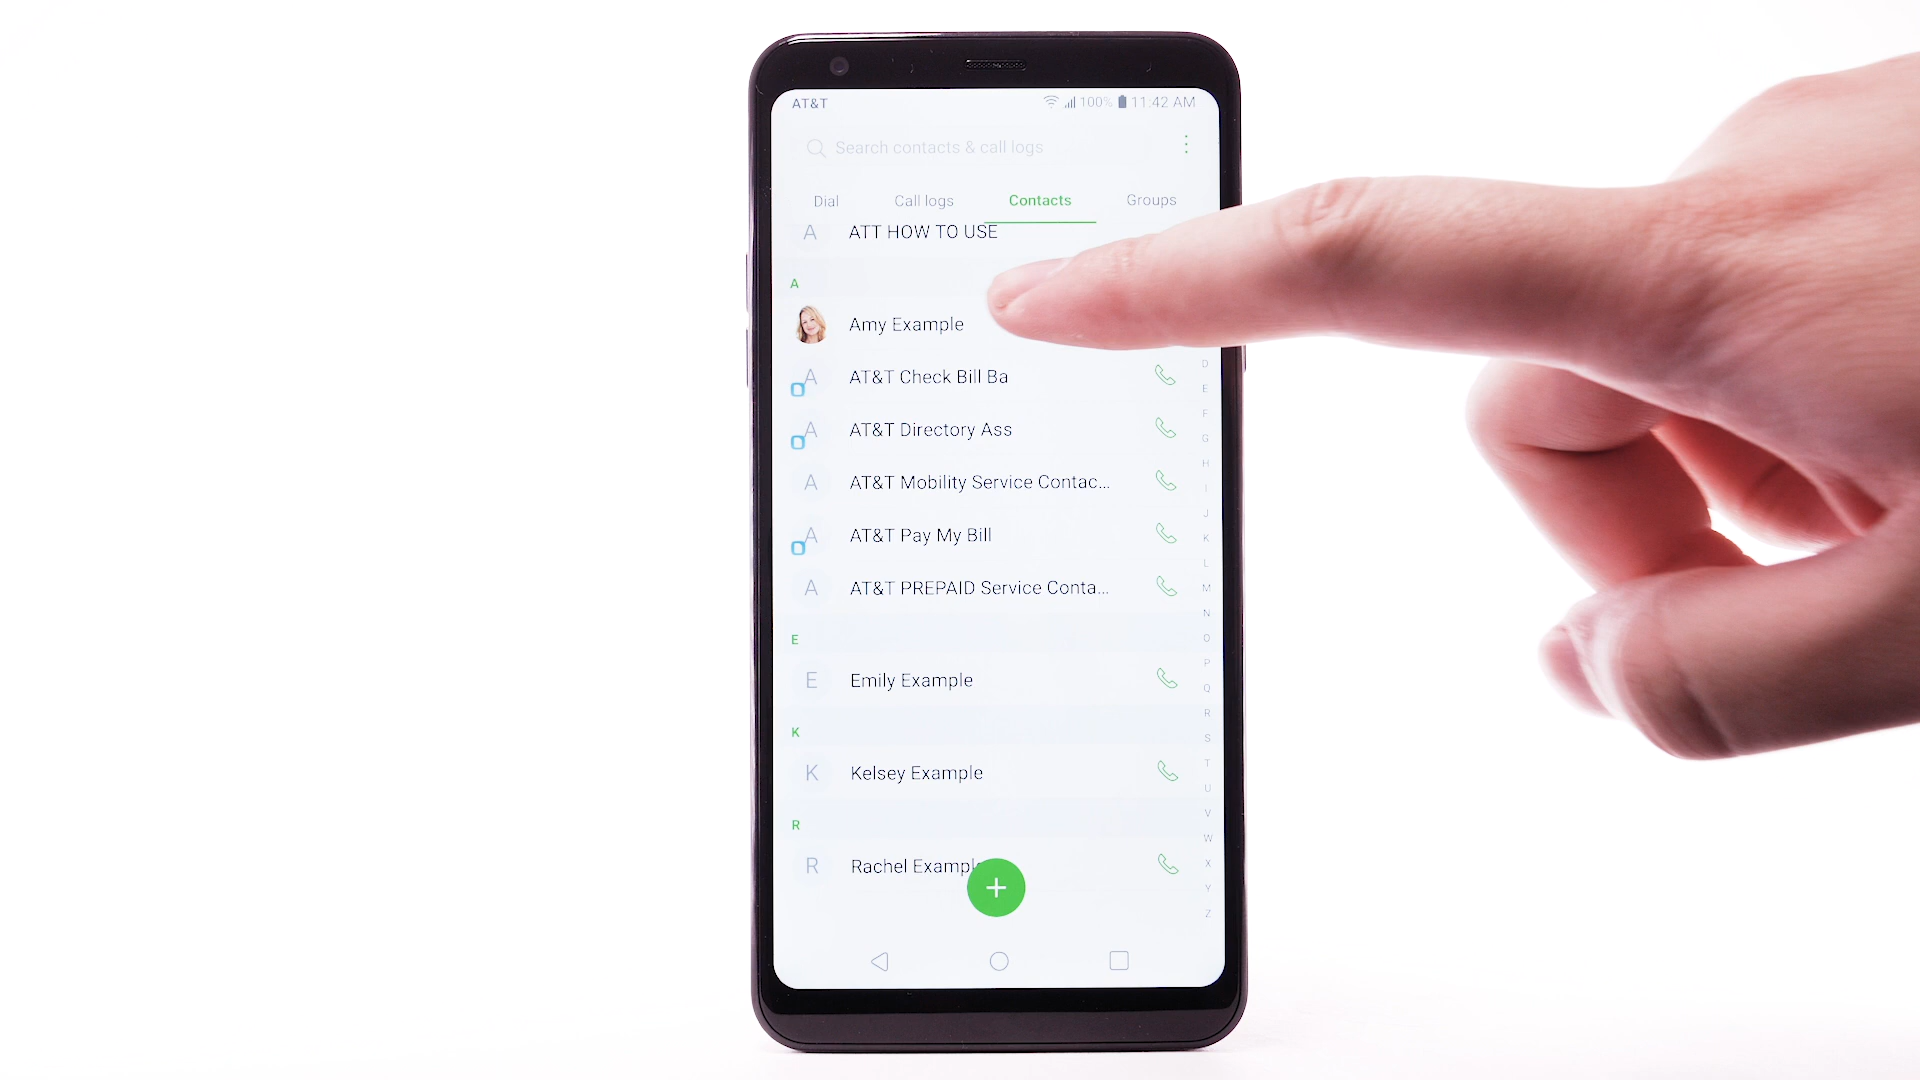 AT&T 100% 11:42 AM
Search contacts & call logs
Dial Call logs Contacts Groups
A ATT HOW TO USE
A
Amy Example
A AT&T Check Bill Ba
A AT&T Directory Ass
A AT&T Mobility Service Contac...
A AT&T Pay My Bill
A AT&T PREPAID Service Conta...
E
E Emily Example
K
K Kelsey Example
R
R Rachel Example
+
D
E
F
G
H
I
J
K
L
M
N
O
P
Q
R
S
T
U
V
W
X
Y
Z